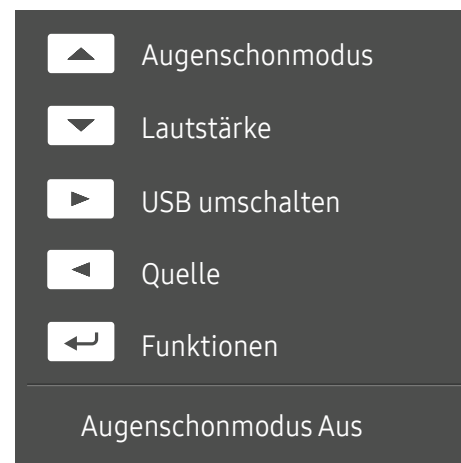 Augenschonmodus
Lautstärke
USB umschalten
Quelle
Funktionen
Augenschonmodus Aus